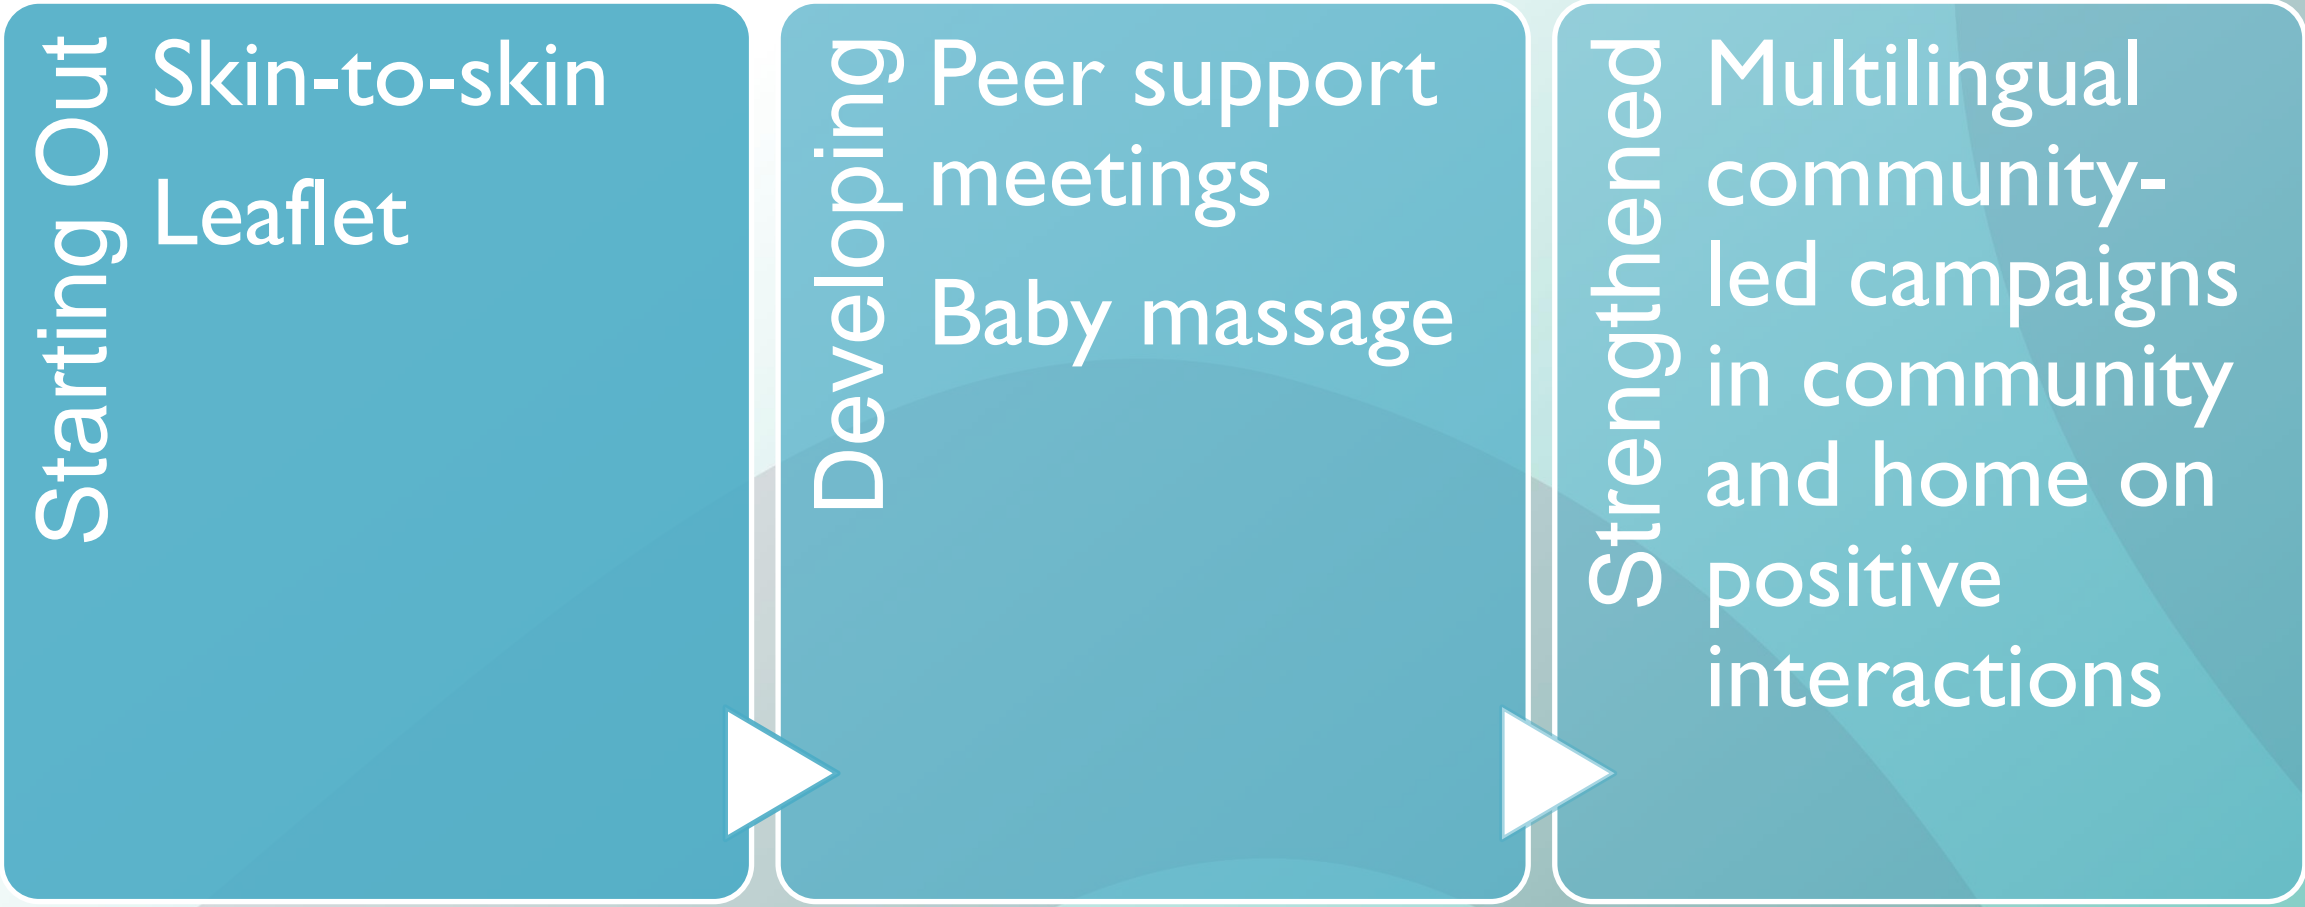 Starting Out
Skin-to-skin
Leaflet
Developing
Peer support
meetings
Baby massage
Strengthened
Multilingual
community-
led campaigns
in community
and home on
positive
interactions